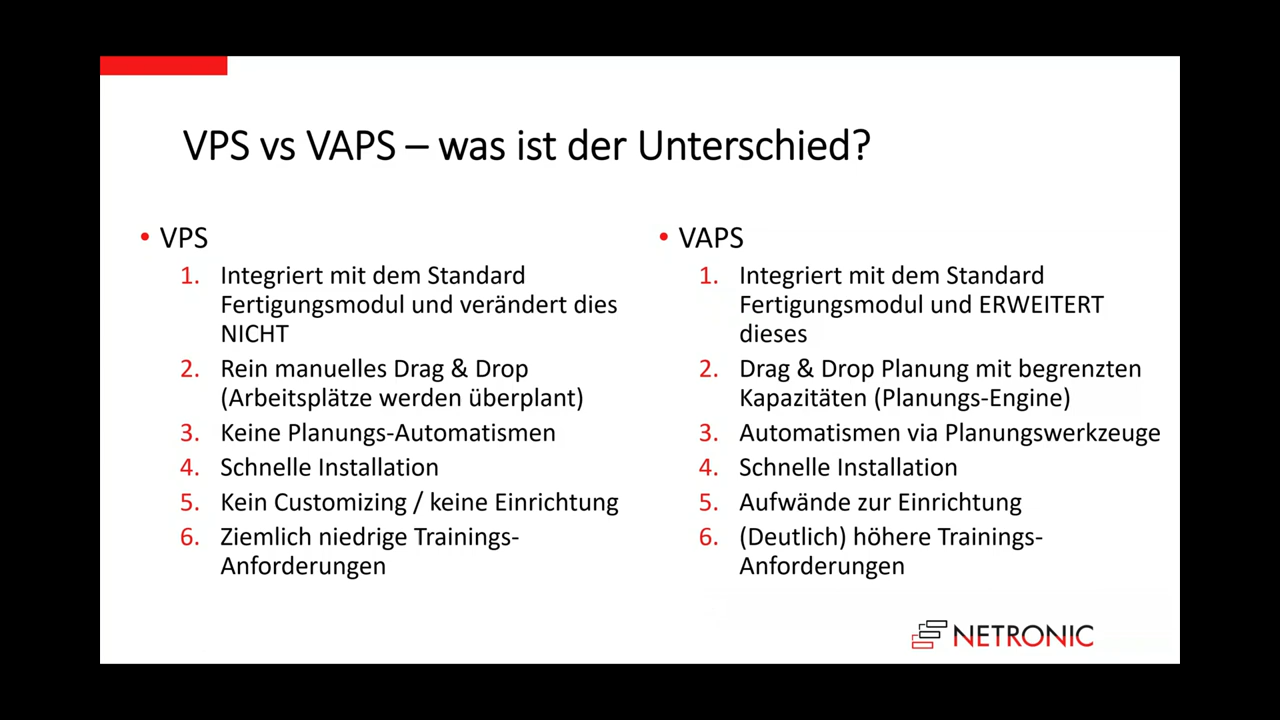 VPS vs VAPS – was ist der Unterschied?
• VPS
1. Integriert mit dem Standard
Fertigungsmodul und verändert dies
NICHT
2. Rein manuelles Drag & Drop
(Arbeitsplätze werden überplant)
3. Keine Planungs-Automatismen
4. Schnelle Installation
5. Kein Customizing / keine Einrichtung
6. Ziemlich niedrige Trainings-
Anforderungen
• VAPS
1. Integriert mit dem Standard
Fertigungsmodul und ERWEITERT
dieses
2. Drag & Drop Planung mit begrenzten
Kapazitäten (Planungs-Engine)
3. Automatismen via Planungswerkzeuge
4. Schnelle Installation
5. Aufwände zur Einrichtung
6. (Deutlich) höhere Trainings-
Anforderungen
NETRONIC